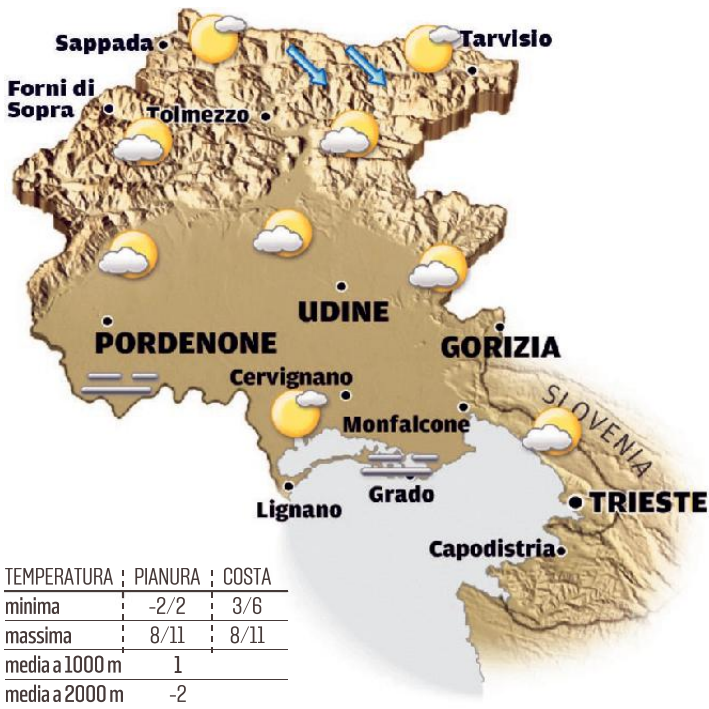 Sappada
Tarvisio
Forni di
Sopra
Tolmezzo
UDINE
PORDENONE
GORIZIA
Cervignano
SLOVENIA
Monfalcone
Grado
Lignano
TRIESTE
Capodistria
TEMPERATURA PIANURA COSTA
minima -2/2 3/6
massima 8/11 8/11
media a 1000 m 1
media a 2000 m -2